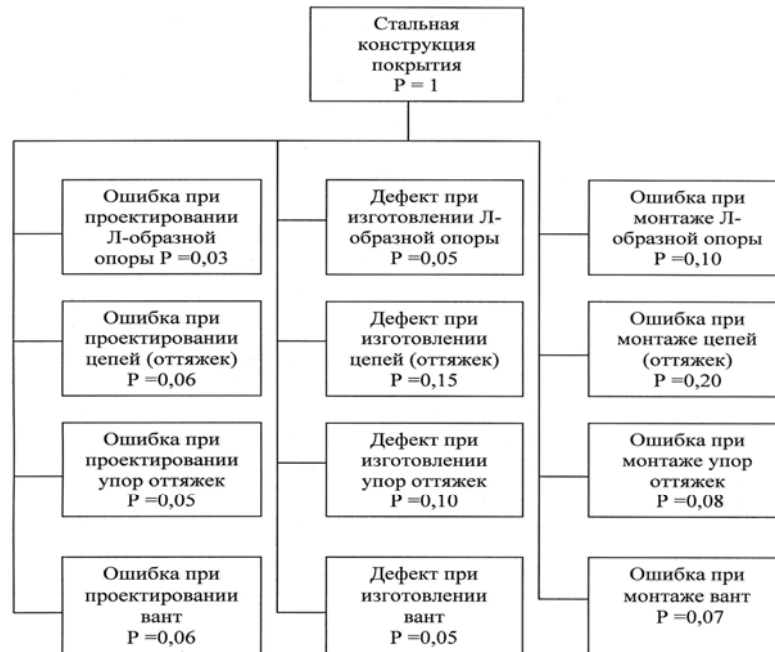 Стальная
конструкция
покрытия
Р = 1
Ошибка при
проектировании
Л-образной
опоры Р =0,03
Дефект при
изготовлении Л-
образной опоры
Р =0,05
Ошибка при
монтаже Л-
образной опоры
Р =0,10
Ошибка при
проектировании
цепей (оттяжек)
Р =0,06
Дефект при
изготовлении
цепей (оттяжек)
Р =0,15
Ошибка при
монтаже цепей
(оттяжек)
Р =0,20
Ошибка при
проектировании
упор оттяжек
Р =0,05
Дефект при
изготовлении
упор оттяжек
Р =0,10
Ошибка при
монтаже упор
оттяжек
Р =0,08
Ошибка при
проектировании
вант
Р =0,06
Дефект при
изготовлении
вант
Р =0,05
Ошибка при
монтаже вант
Р =0,07